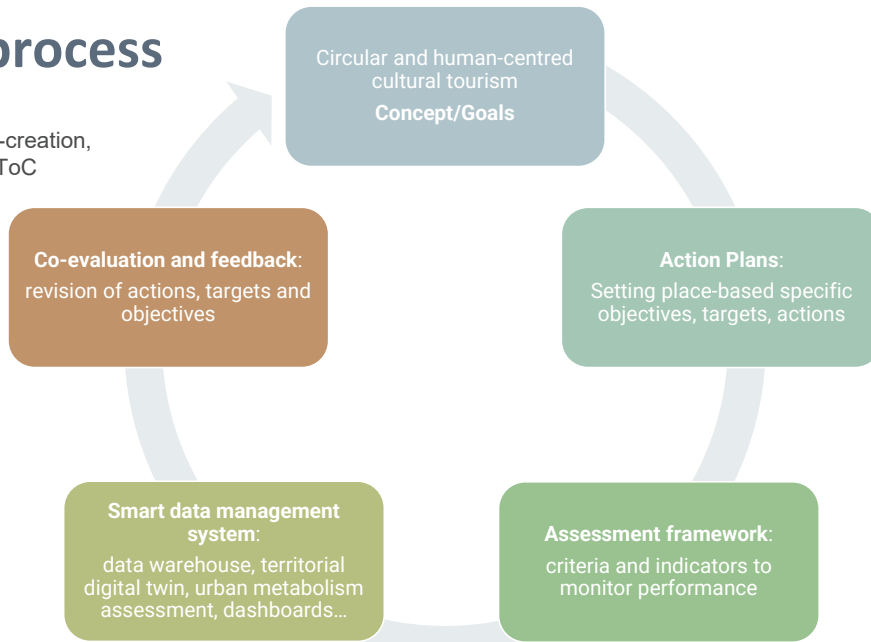 process
-creation,
ToC
Circular and human-centred
cultural tourism
Concept/Goals
Action Plans:
Setting place-based specific
objectives, targets, actions
Assessment framework:
criteria and indicators to
monitor performance
Smart data management
system:
data warehouse, territorial
digital twin, urban metabolism
assessment, dashboards…
Co-evaluation and feedback:
revision of actions, targets and
objectives